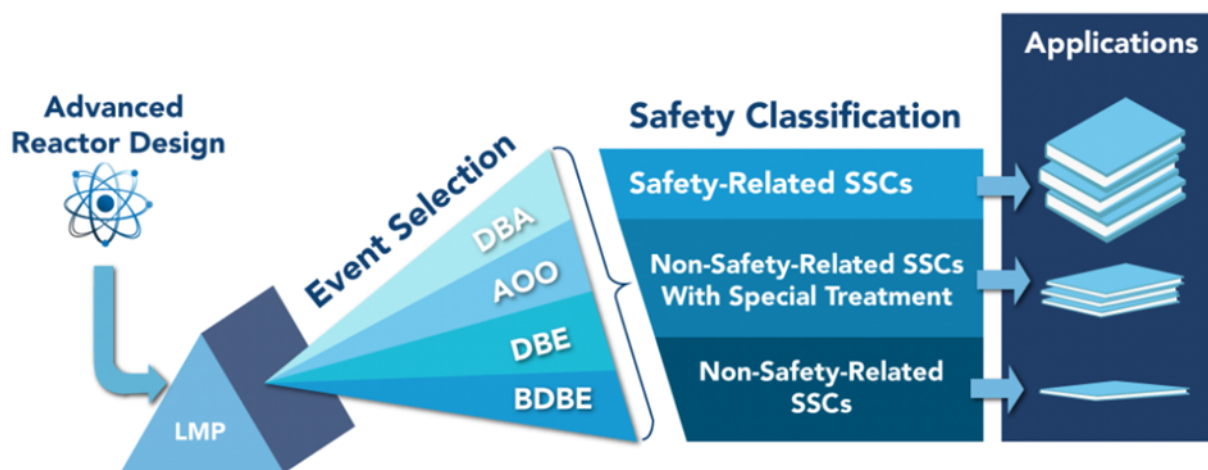 Advanced
Reactor Design
LMP
Event Selection
DBA
AOO
DBE
BDBE
Safety Classification
Safety-Related SSCs
Non-Safety-Related SSCs
With Special Treatment
Non-Safety-Related
SSCs
Applications